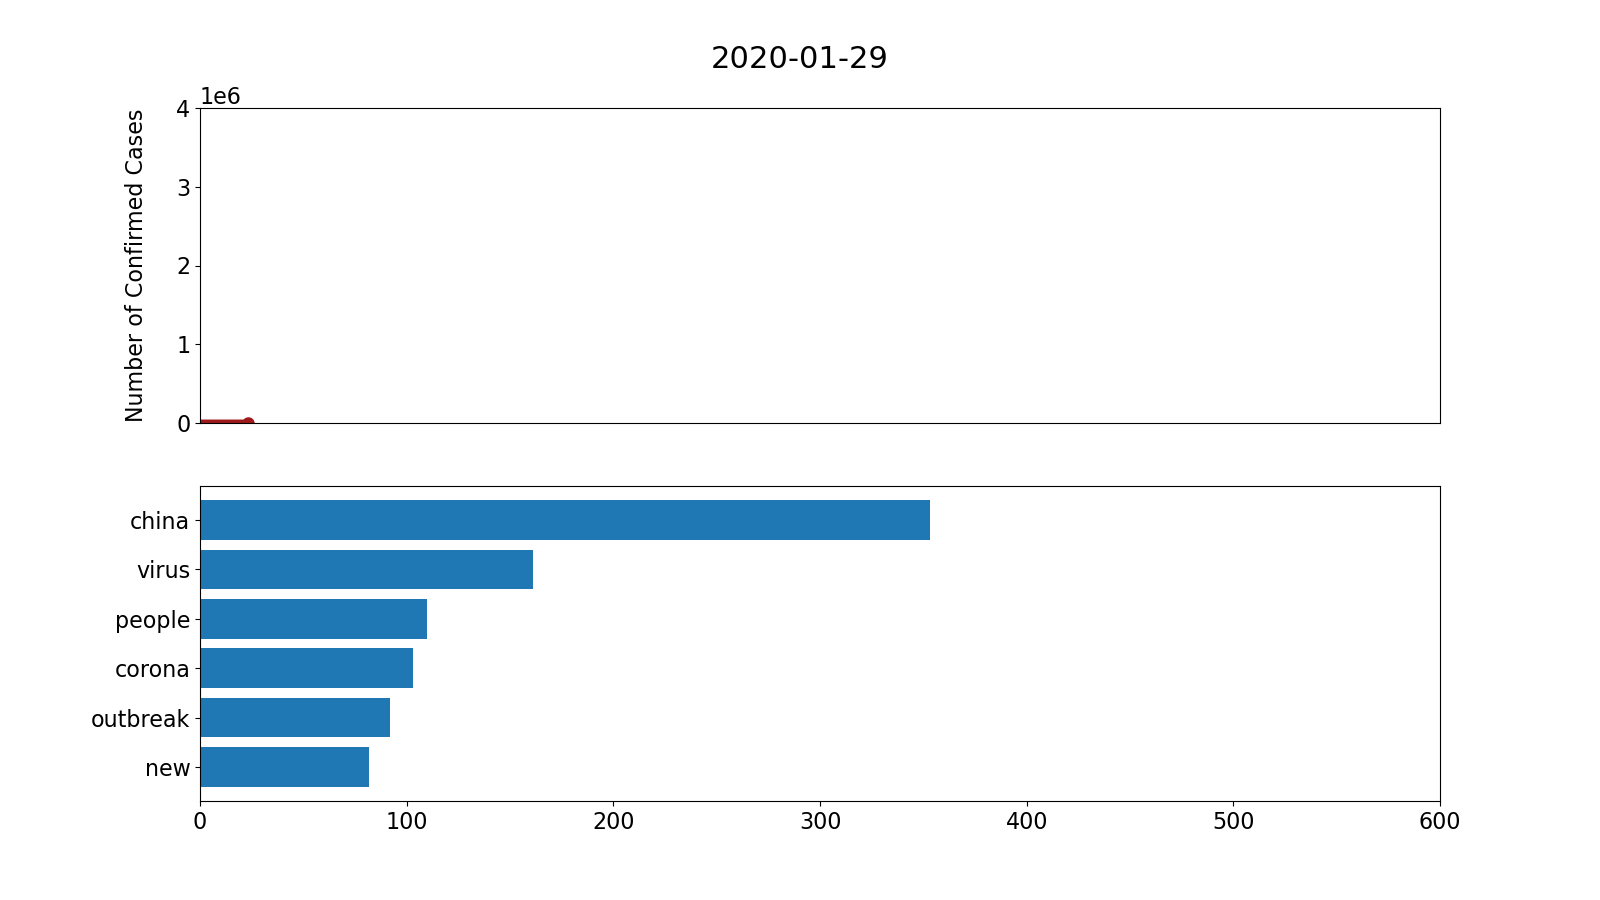 2020-01-29
1e6
4
3
2
1
0
Number of Confirmed Cases
china
virus
people
corona
outbreak
new
0 100 200 300 400 500 600